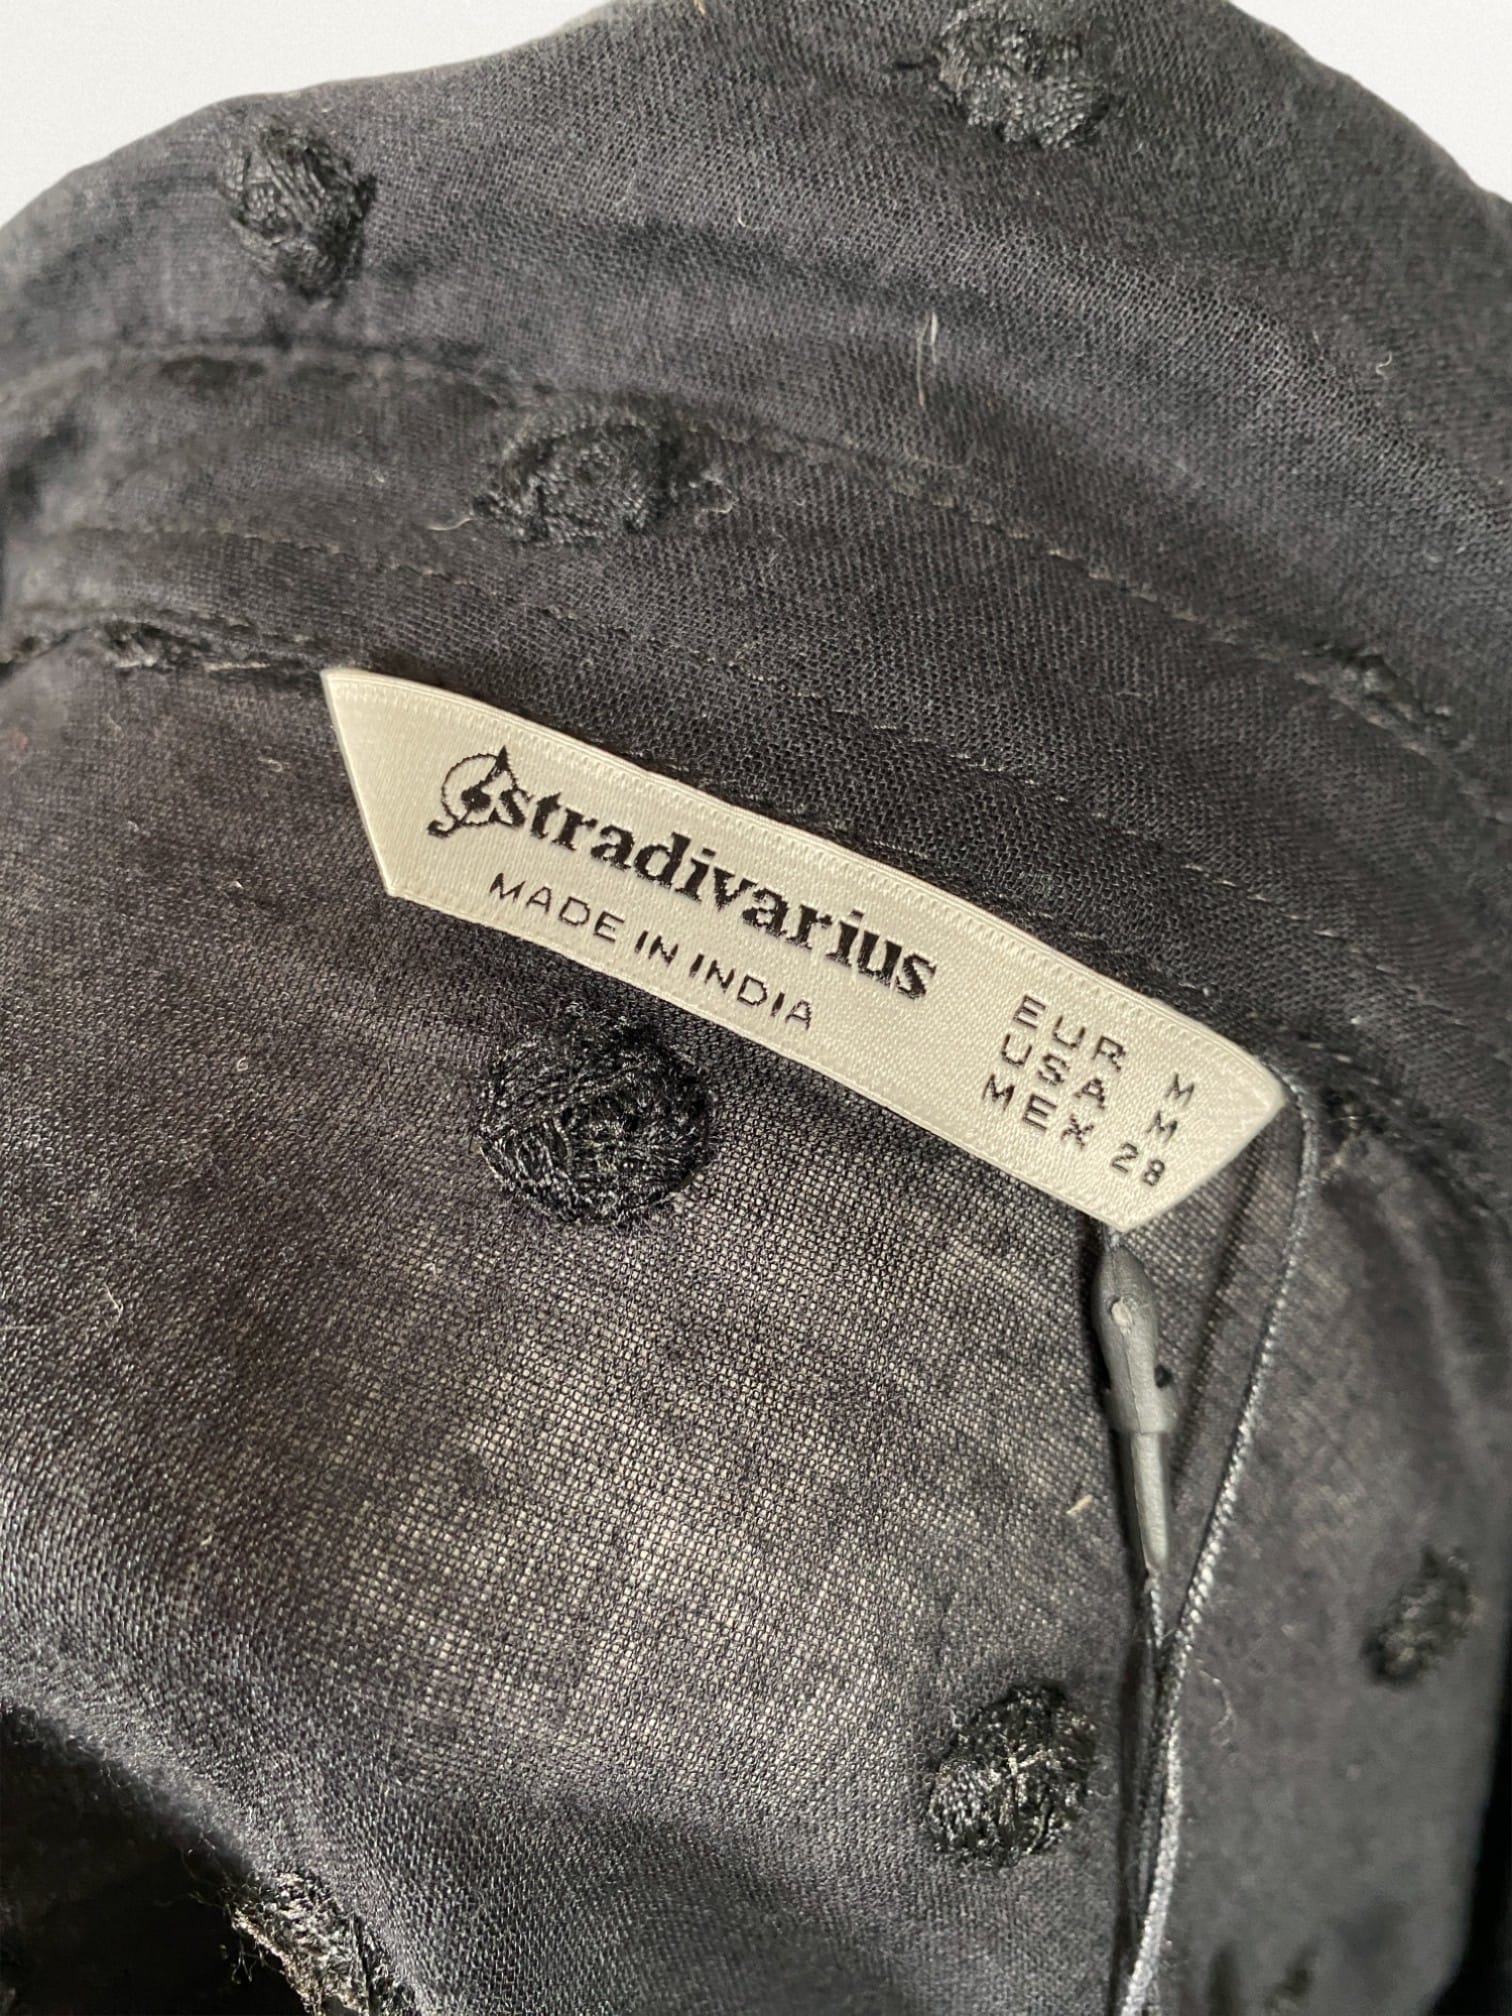 stradivarius
MADE IN INDIA
EUR M
USA M
MEX 28